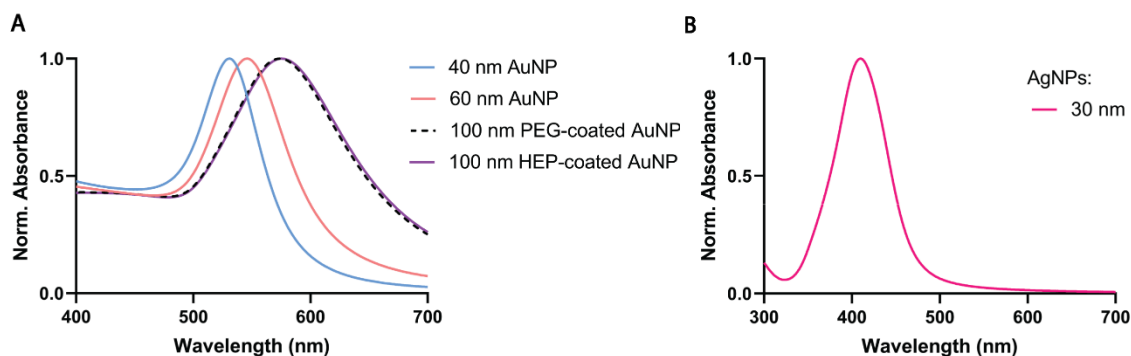 A
Norm. Absorbance
1.0
0.5
0.0
400
500
600
700
Wavelength (nm)
40 nm AuNP
60 nm AuNP
100 nm PEG-coated AuNP
100 nm HEP-coated AuNP
B
Norm. Absorbance
1.0
0.5
0.0
300
400
500
600
700
Wavelength (nm)
AgNPs:
30 nm